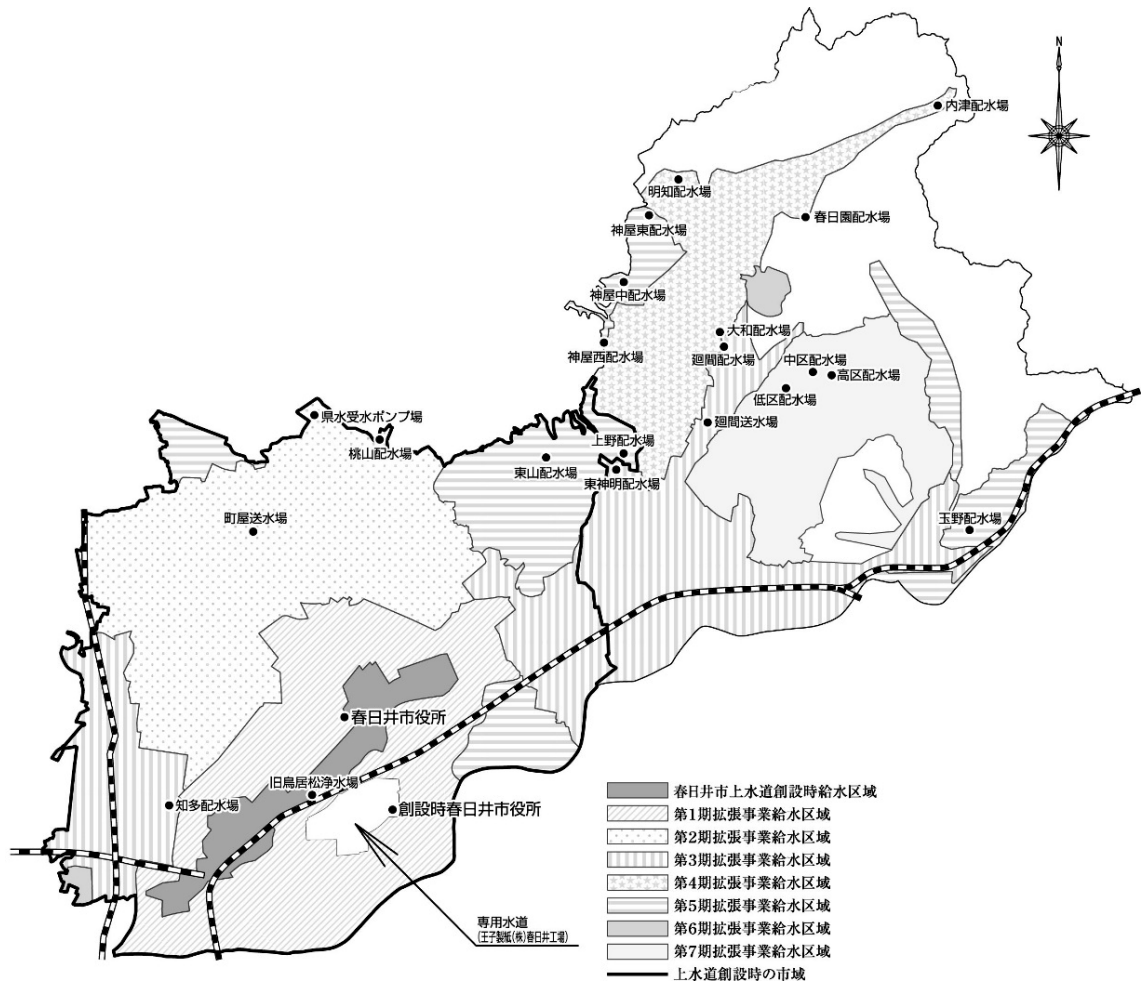 N
内津配水場
明知配水場
神屋東配水場
春日園配水場
神屋中配水場
大和配水場
神屋西配水場
廻間配水場
中区配水場
高区配水場
低区配水場
県水受水ポンプ場
桃山配水場
廻間送水場
上野配水場
東山配水場
東神明配水場
町屋送水場
玉野配水場
春日井市役所
旧鳥居松浄水場
知多配水場
創設時春日井市役所
専用水道
(王子製紙(株)春日井工場)
春日井市上水道創設時給水区域
第1期拡張事業給水区域
第2期拡張事業給水区域
第3期拡張事業給水区域
第4期拡張事業給水区域
第5期拡張事業給水区域
第6期拡張事業給水区域
第7期拡張事業給水区域
上水道創設時の市域